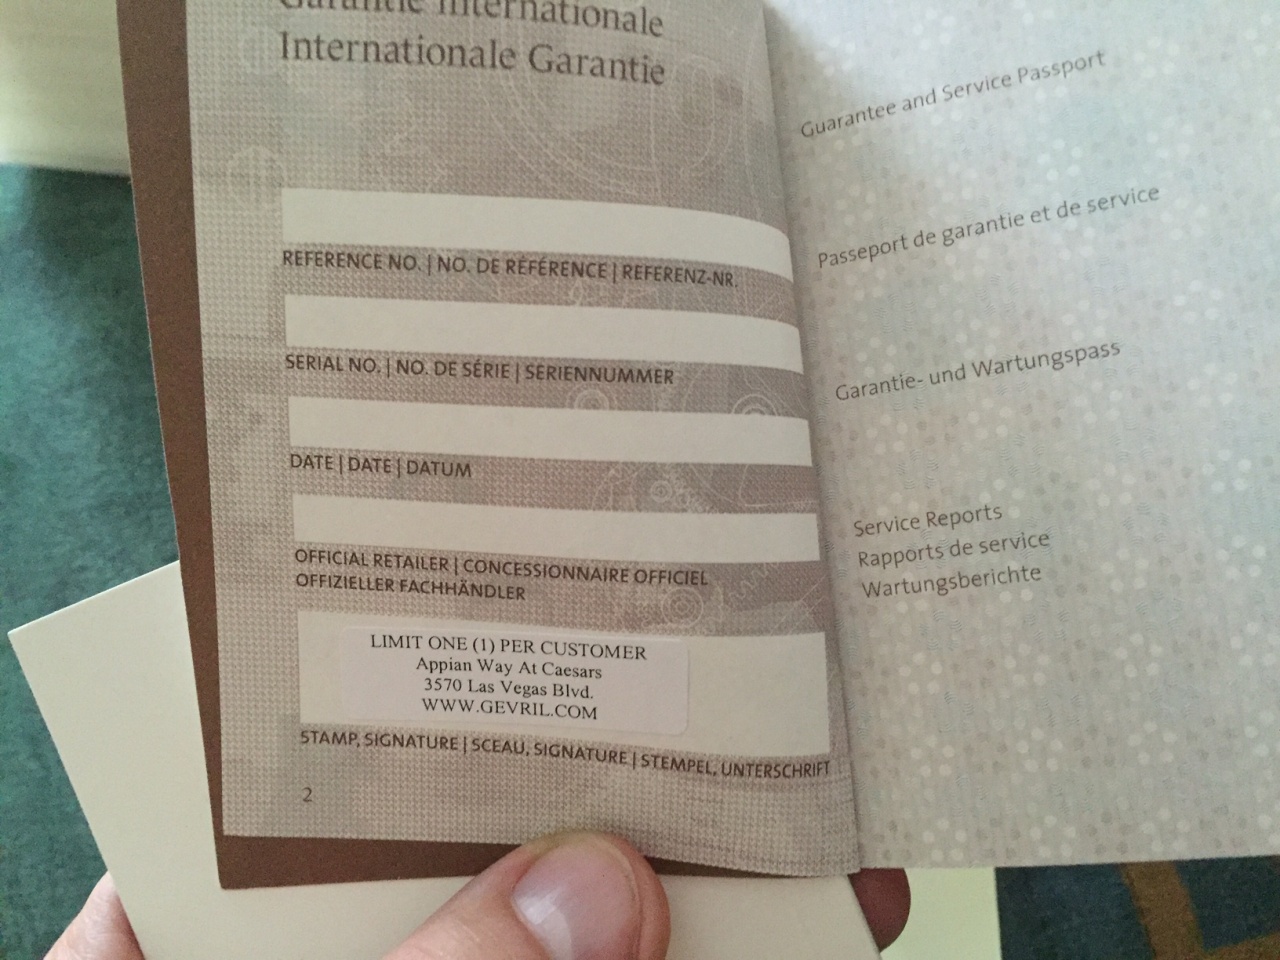 Garantie Internationale
Internationale Garantie
REFERENCE NO. | NO. DE RÉFÉRENCE | REFERENZ-NR.
SERIAL NO. | NO. DE SÉRIE | SERIENNUMMER
DATE | DATE | DATUM
OFFICIAL RETAILER | CONCESSIONNAIRE OFFICIEL
OFFIZIELLER FACHHÄNDLER
LIMIT ONE (1) PER CUSTOMER
Appian Way At Caesars
3570 Las Vegas Blvd.
WWW.GEVRIL.COM
STAMP, SIGNATURE | SCEAU, SIGNATURE | STEMPEL, UNTERSCHRIFT
2
Guarantee and Service Passport
Passeport de garantie et de service
Garantie- und Wartungspass
Service Reports
Rapports de service
Wartungsberichte